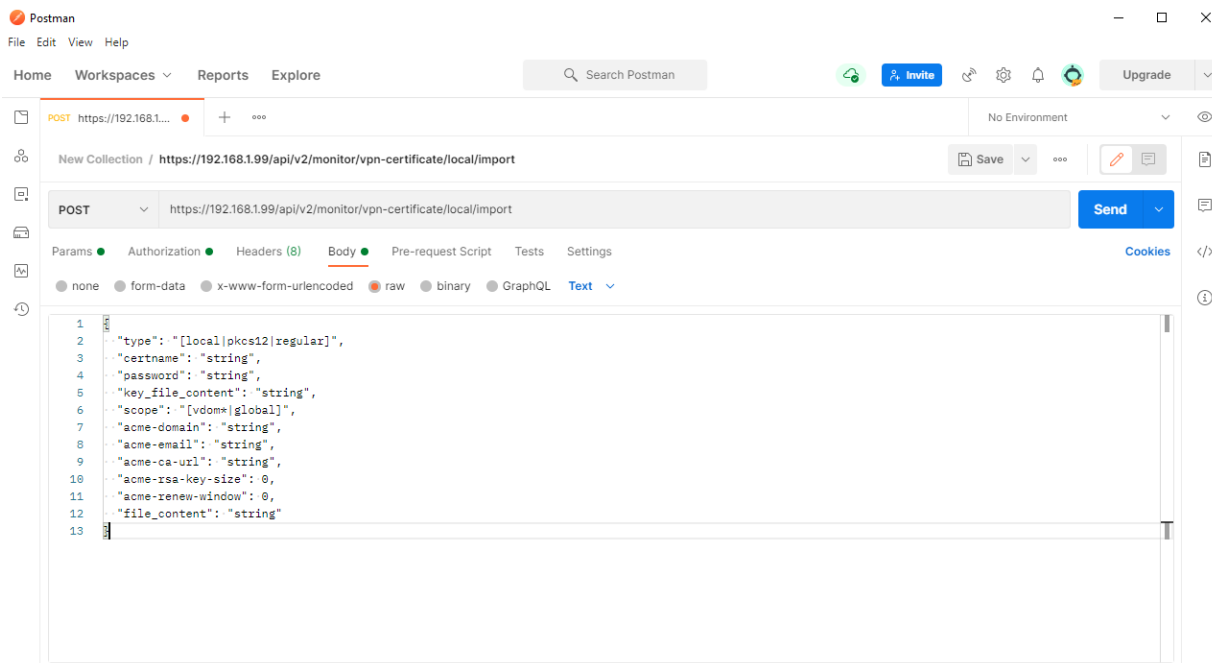 Postman
File Edit View Help
Home Workspaces Reports Explore Search Postman Invite Upgrade
POST https://192.168.1.... No Environment
New Collection / https://192.168.1.99/api/v2/monitor/vpn-certificate/local/import Save
POST https://192.168.1.99/api/v2/monitor/vpn-certificate/local/import Send
Params Authorization Headers (8) Body Pre-request Script Tests Settings Cookies
none form-data x-www-form-urlencoded raw binary GraphQL Text
1 {
2 "type": "[local|pkcs12|regular]",
3 "certname": "string",
4 "password": "string",
5 "key_file_content": "string",
6 "scope": "[vdom*|global]",
7 "acme-domain": "string",
8 "acme-email": "string",
9 "acme-ca-url": "string",
10 "acme-rsa-key-size": 0,
11 "acme-renew-window": 0,
12 "file_content": "string"
13 }